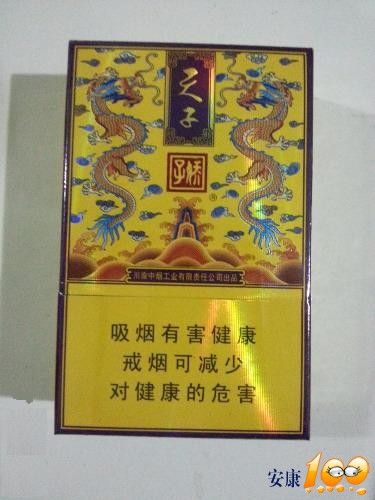 天子
娇子
®
川渝中烟工业有限责任公司出品
吸烟有害健康
戒烟可减少
对健康的危害
安康100